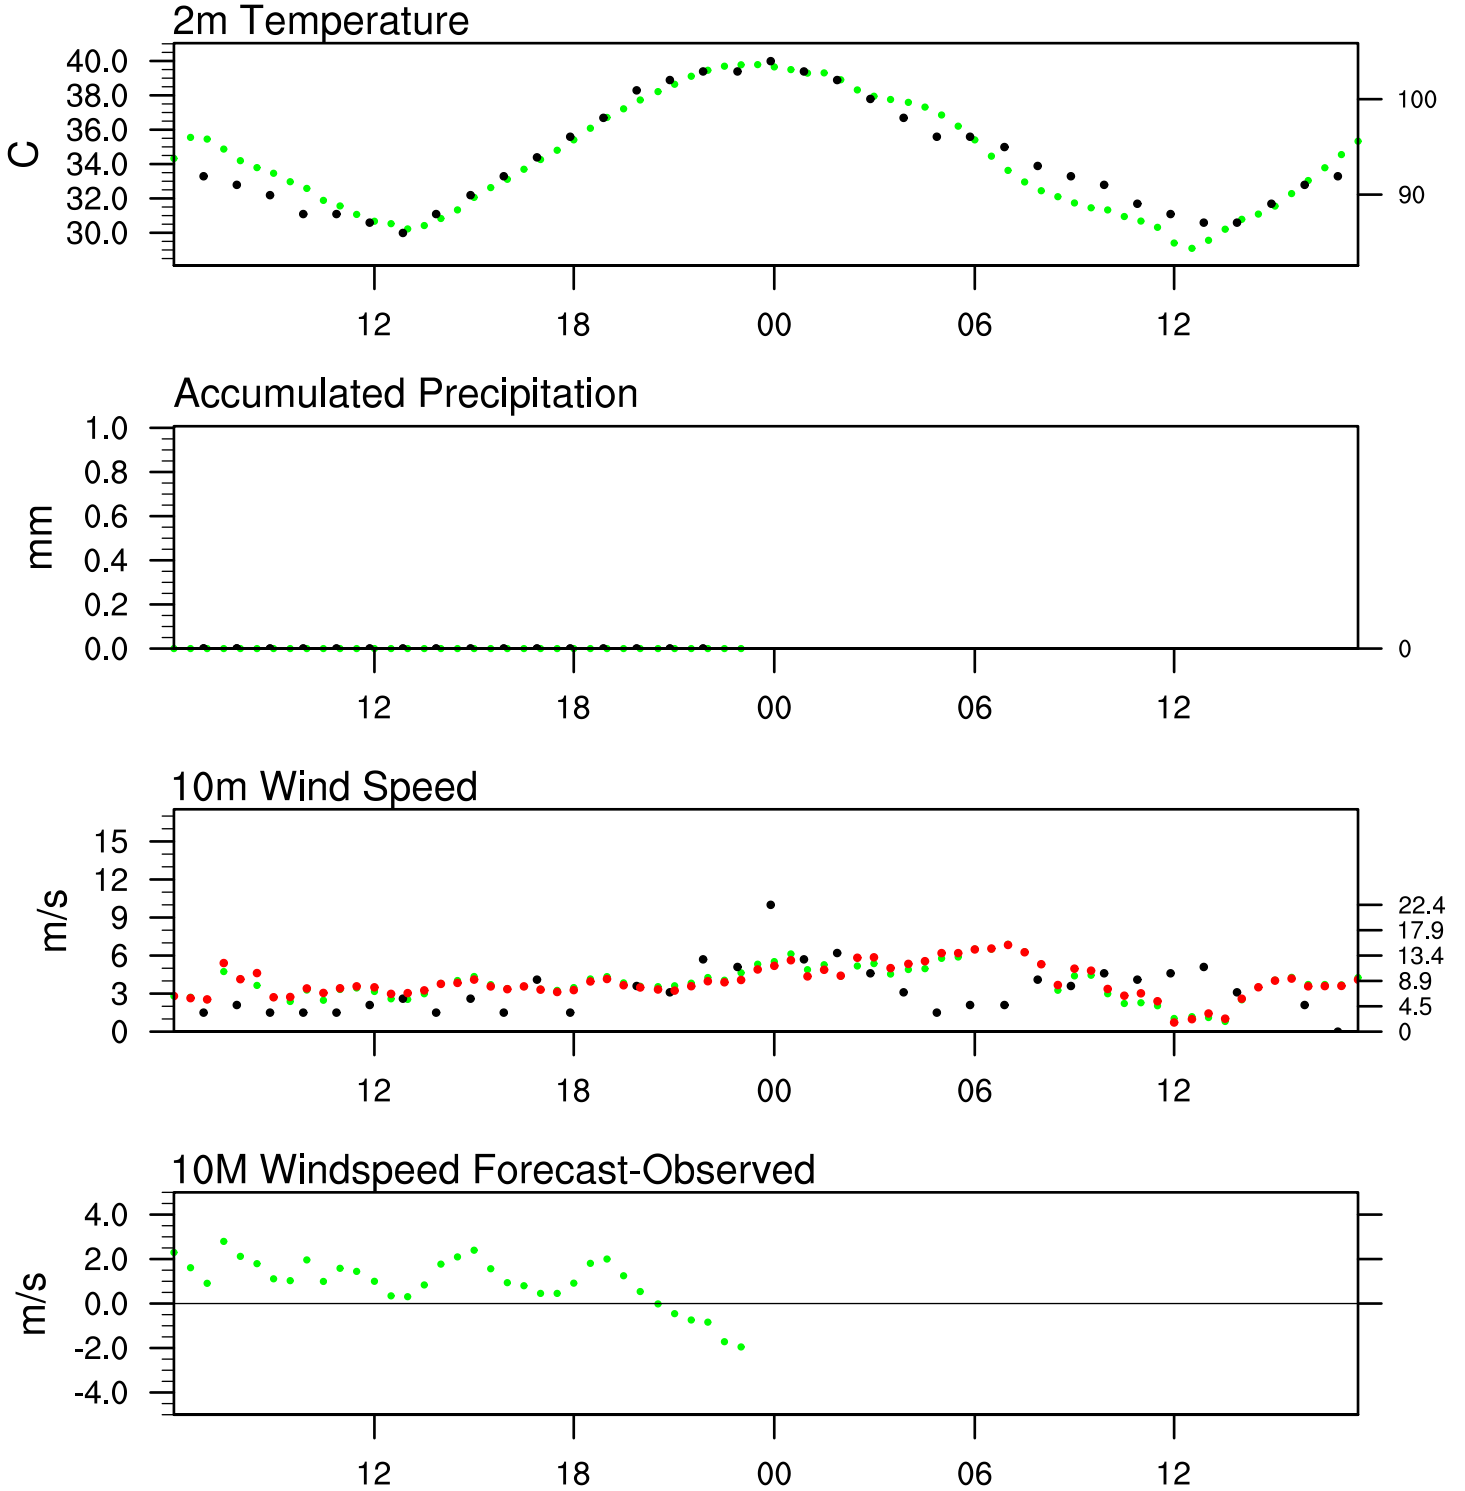 2m Temperature
40.0
38.0
36.0
34.0
32.0
30.0
C
100
90
12 18 00 06 12
Accumulated Precipitation
1.0
0.8
0.6
0.4
0.2
0.0
mm
0
12 18 00 06 12
10m Wind Speed
15
12
9
6
3
0
m/s
22.4
17.9
13.4
8.9
4.5
0
12 18 00 06 12
10M Windspeed Forecast-Observed
4.0
2.0
0.0
-2.0
-4.0
m/s
12 18 00 06 12